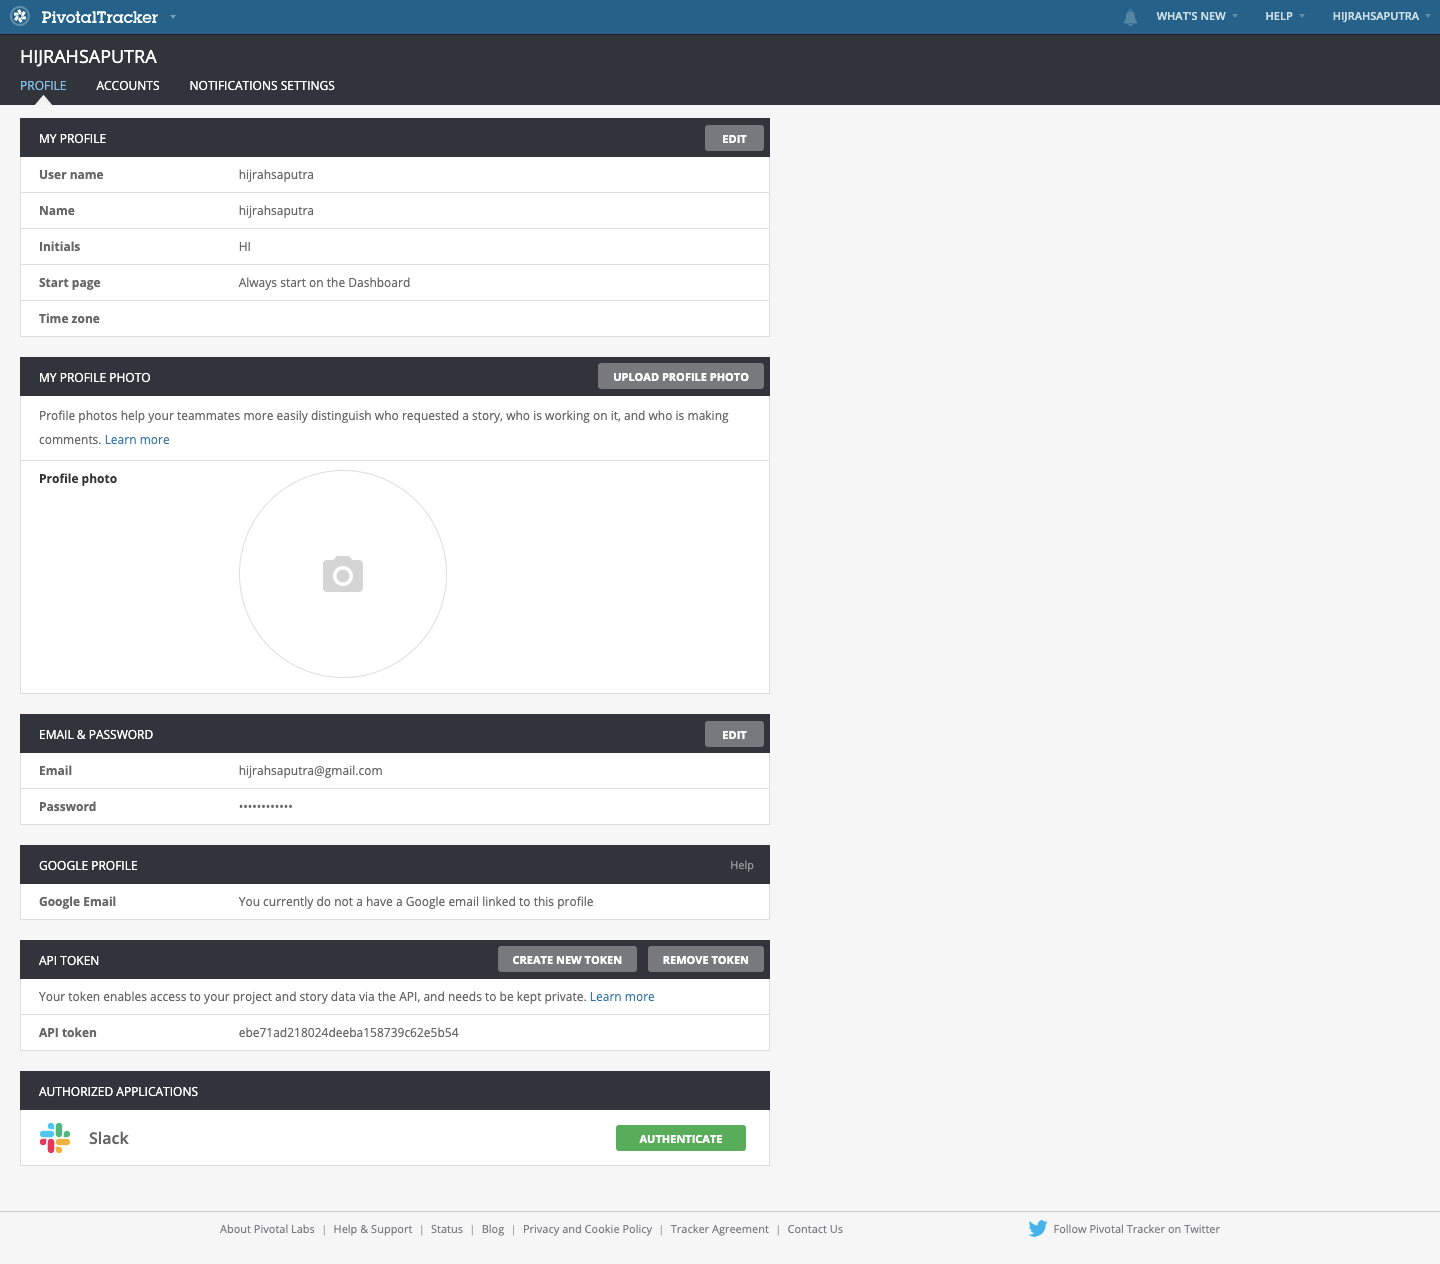 PivotalTracker
WHAT'S NEW
HELP
HIJRAHSAPUTRA
HIJRAHSAPUTRA
PROFILE ACCOUNTS NOTIFICATIONS SETTINGS
MY PROFILE EDIT
User name hijrahsaputra
Name hijrahsaputra
Initials HI
Start page Always start on the Dashboard
Time zone
MY PROFILE PHOTO UPLOAD PROFILE PHOTO
Profile photos help your teammates more easily distinguish who requested a story, who is working on it, and who is making
comments. Learn more
Profile photo
EMAIL & PASSWORD EDIT
Email hijrahsaputra@gmail.com
Password ••••••••••••
GOOGLE PROFILE Help
Google Email You currently do not a have a Google email linked to this profile
API TOKEN CREATE NEW TOKEN REMOVE TOKEN
Your token enables access to your project and story data via the API, and needs to be kept private. Learn more
API token ebe71ad218024deeba158739c62e5b54
AUTHORIZED APPLICATIONS
Slack AUTHENTICATE
About Pivotal Labs | Help & Support | Status | Blog | Privacy and Cookie Policy | Tracker Agreement | Contact Us Follow Pivotal Tracker on Twitter